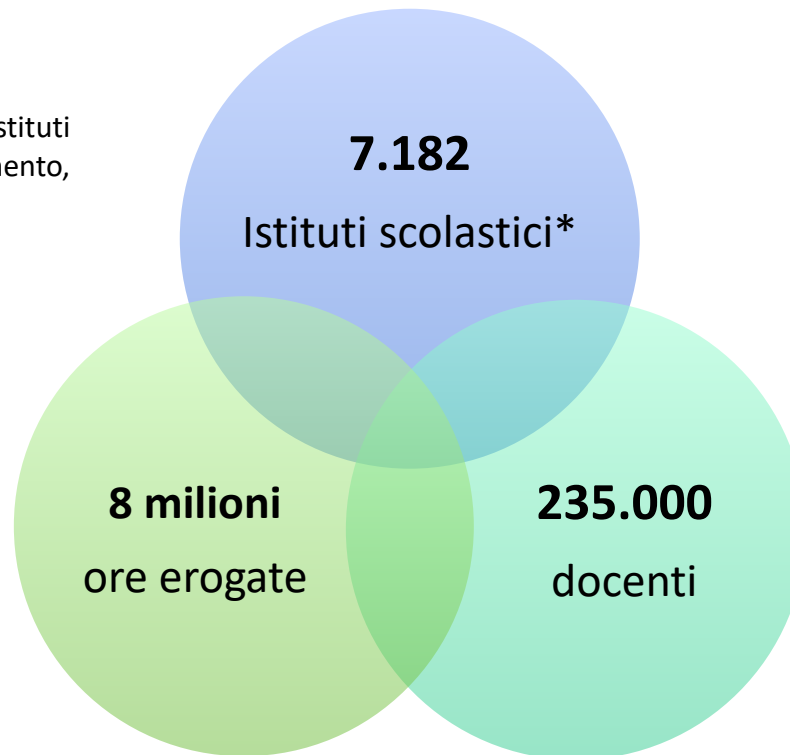 7.182
Istituti scolastici*
8 milioni
ore erogate
235.000
docenti